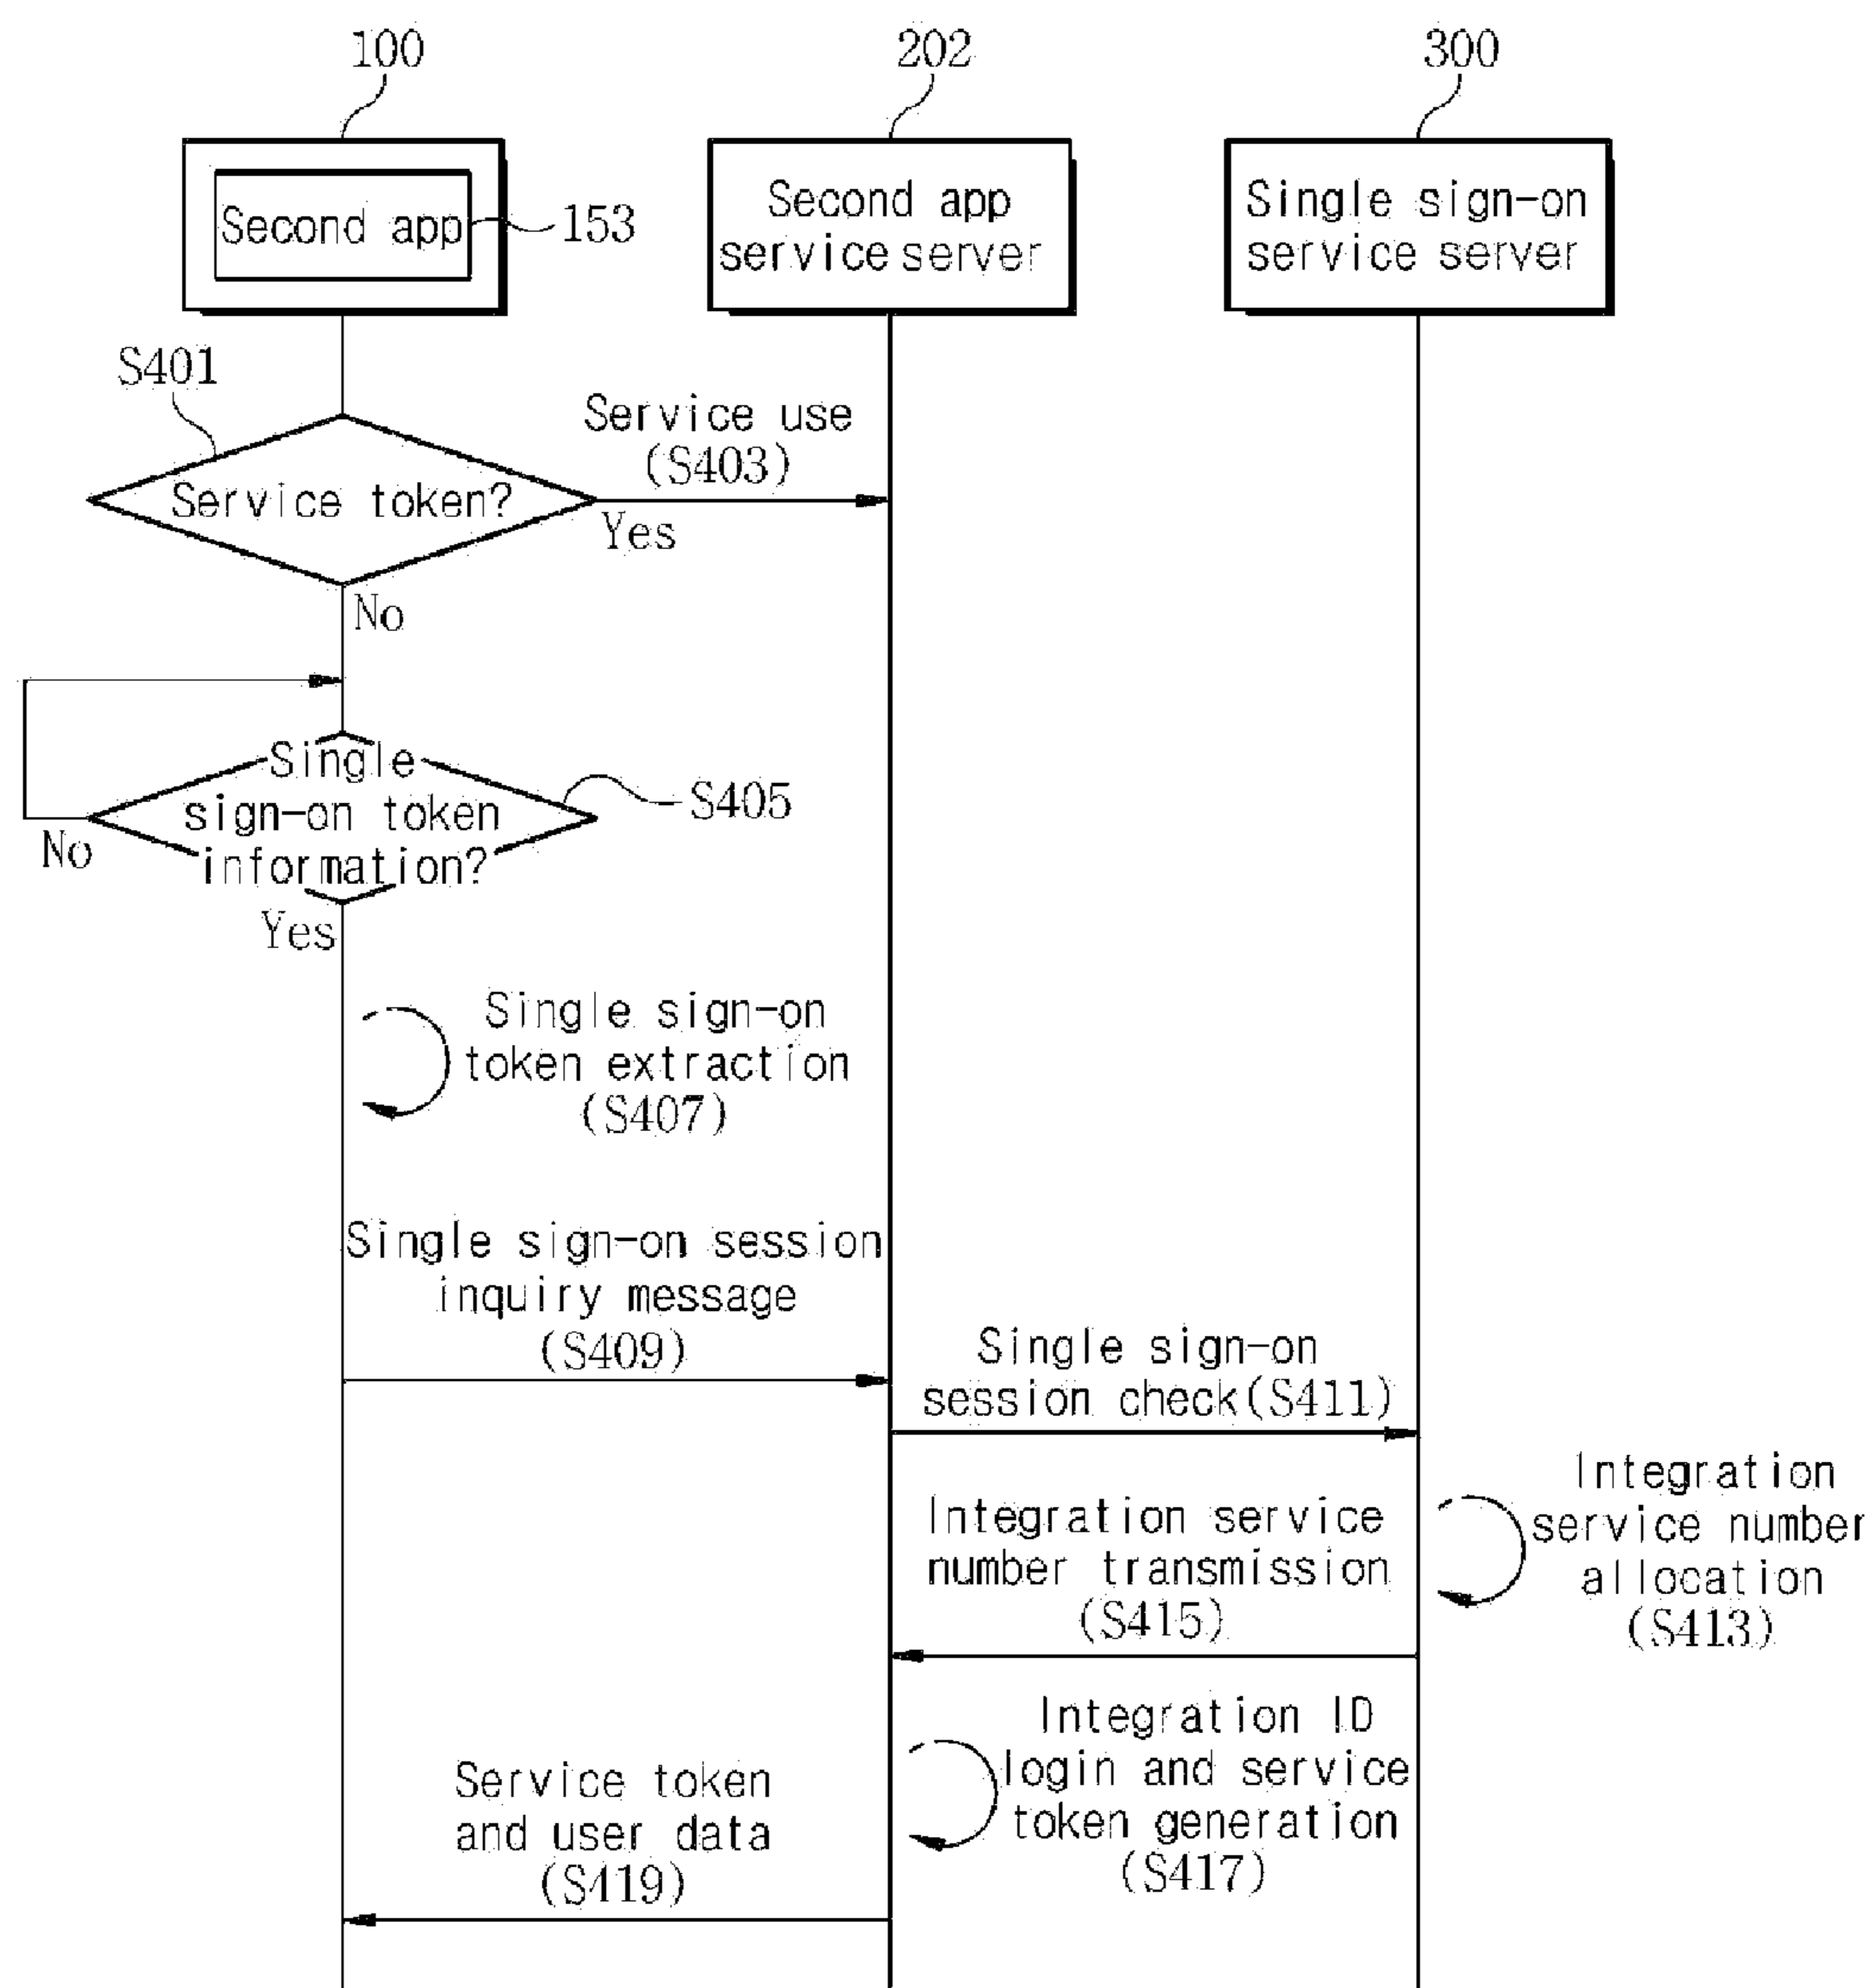 100
202
300
Second app
153
Second app
service server
Single sign-on
service server
S401
Service use
(S403)
Service token?
Yes
No
Single
sign-on token
information?
S405
No
Yes
Single sign-on
token extraction
(S407)
Single sign-on session
inquiry message
(S409)
Single sign-on
session check(S411)
Integration
service number
allocation
(S413)
Integration service
number transmission
(S415)
Integration ID
login and service
token generation
(S417)
Service token
and user data
(S419)